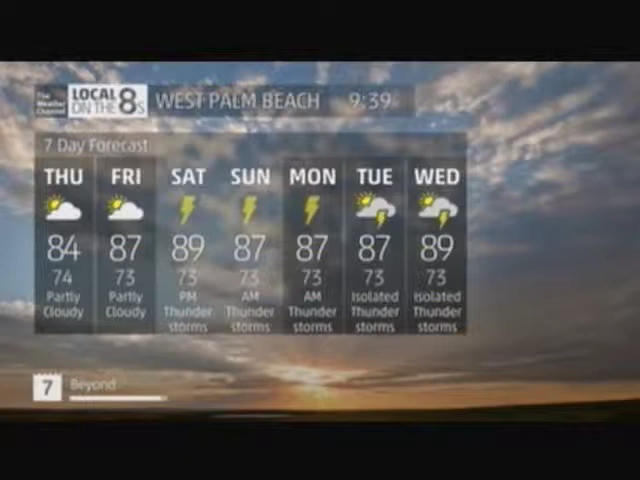 The
Weather
Channel
LOCAL
ON THE 8s
WEST PALM BEACH 9:39
7 Day Forecast
THU FRI SAT SUN MON TUE WED
84 87 89 87 87 87 89
74 73 73 73 73 73 73
Partly Partly PM AM AM Isolated Isolated
Cloudy Cloudy Thunder Thunder Thunder Thunder Thunder
storms storms storms storms storms
7 Beyond